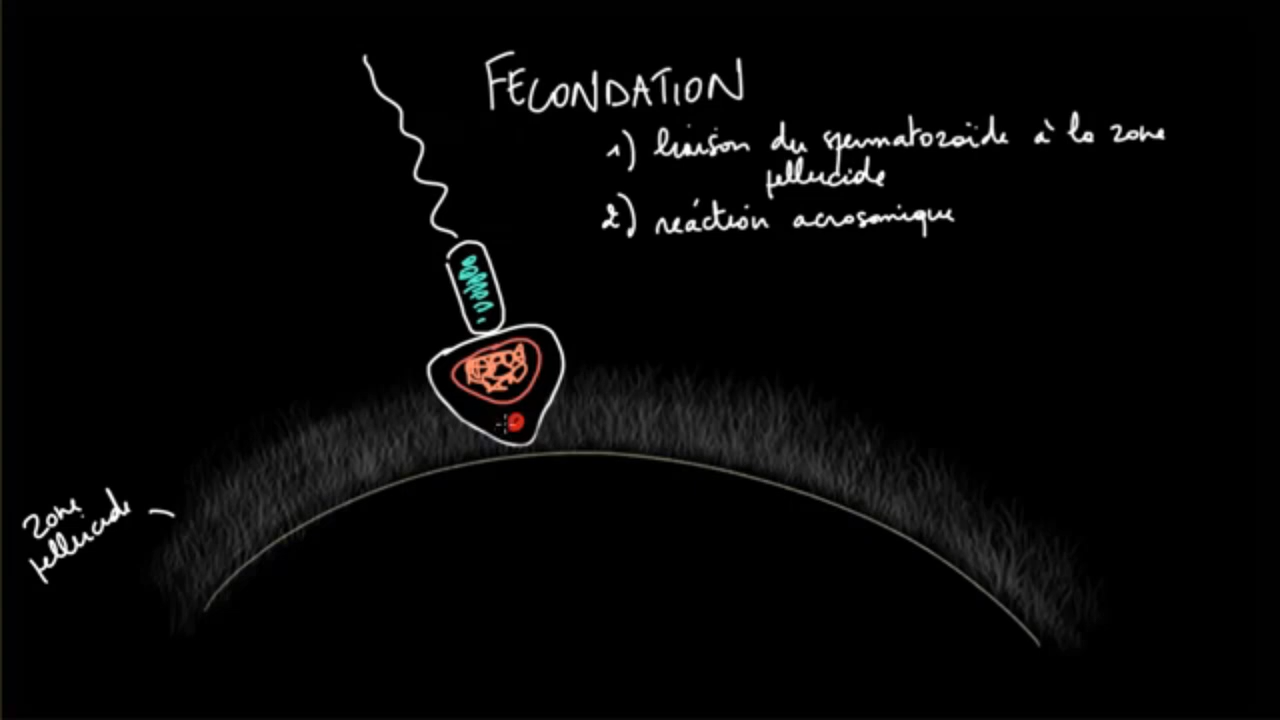 FECONDATION
1) liaison du spermatozoïde à la zone
pellucide
2) réaction acrosomique
Zone
pellucide